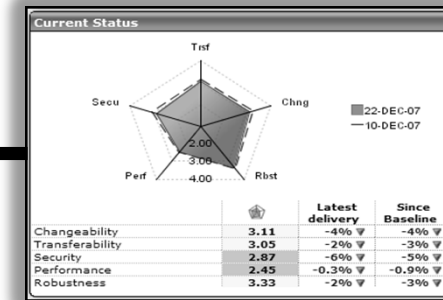 Current Status
Trsf
Secu
Chng
22-DEC-07
10-DEC-07
2.00
3.00
4.00
Perf
Rbst
Latest delivery Since Baseline
Changeability 3.11 -4% -4%
Transferability 3.05 -2% -3%
Security 2.87 -6% -5%
Performance 2.45 -0.3% -0.9%
Robustness 3.33 -2% -3%